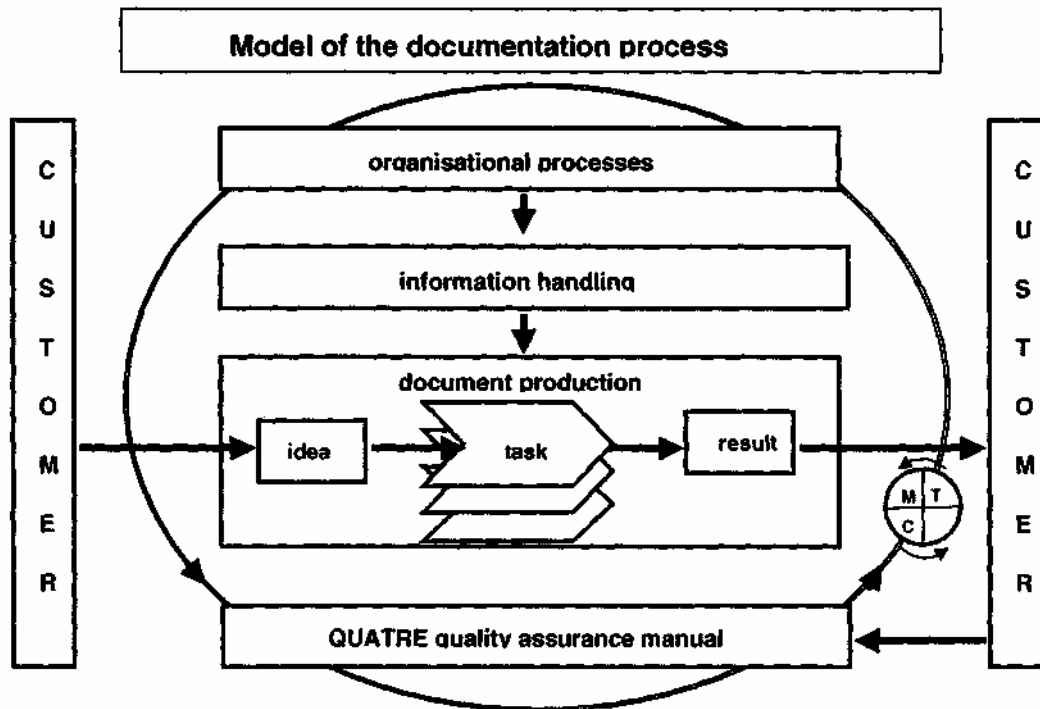 Model of the documentation process
organisational processes
C
U
S
T
O
M
E
R
information handling
document production
idea
task
result
M T
C
QUATRE quality assurance manual
C
U
S
T
O
M
E
R